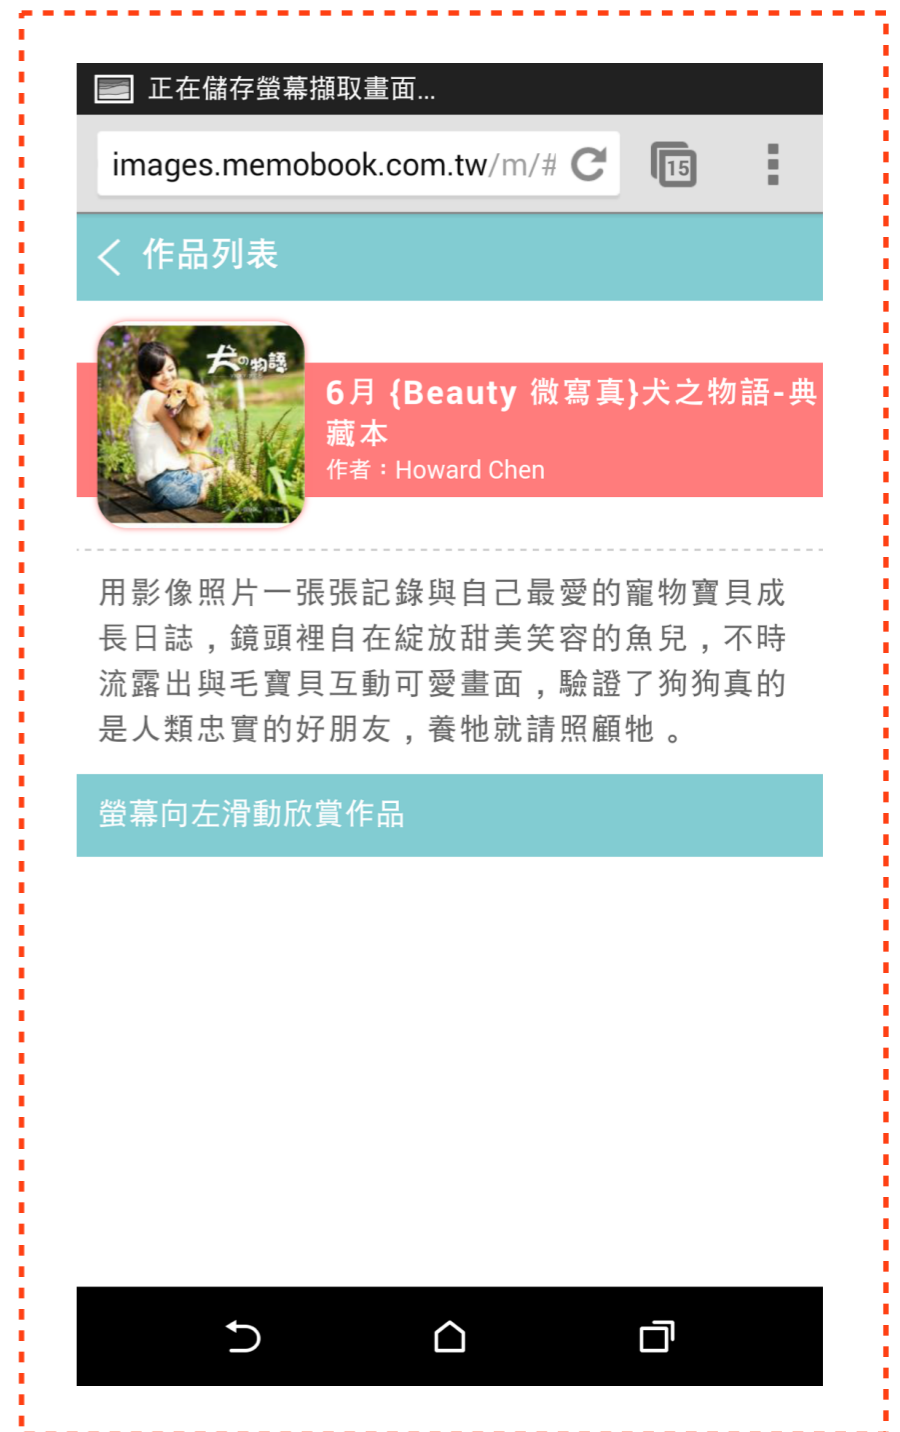 正在儲存螢幕擷取畫面...
images.memobook.com.tw/m/#
15
作品列表
犬の物語
6月 {Beauty 微寫真}犬之物語-典
藏本
作者：Howard Chen
用影像照片一張張記錄與自己最愛的寵物寶貝成
長日誌，鏡頭裡自在綻放甜美笑容的魚兒，不時
流露出與毛寶貝互動可愛畫面，驗證了狗狗真的
是人類忠實的好朋友，養牠就請照顧牠。
螢幕向左滑動欣賞作品